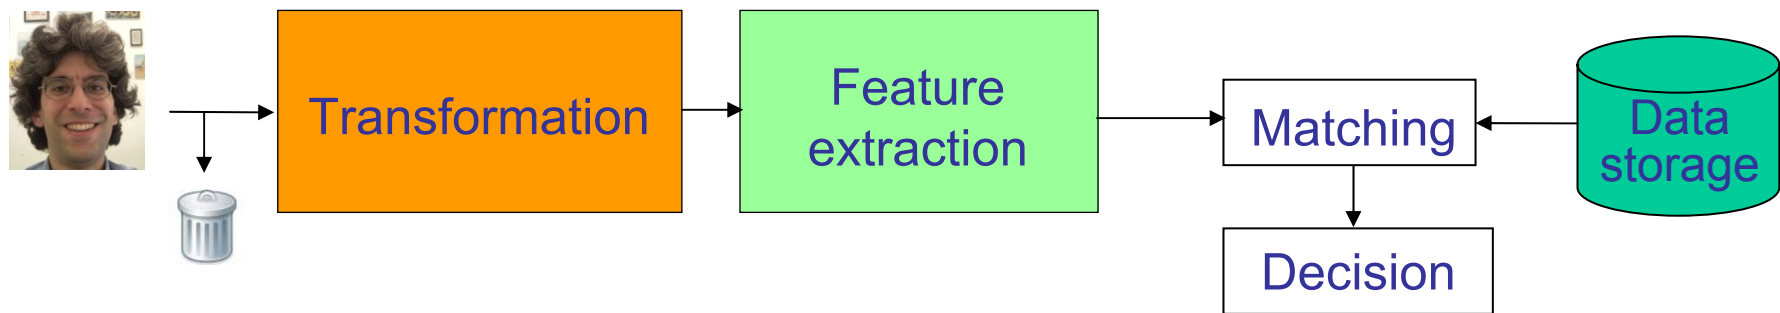 Transformation
Feature
extraction
Matching
Data
storage
Decision